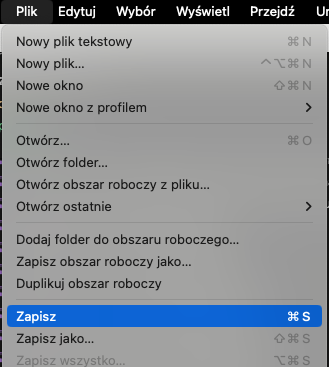 Plik Edytuj Wybór Wyświetl Przejdź
Nowy plik tekstowy ⌘N
Nowy plik... ⌃⌥⌘N
Nowe okno ⇧⌘N
Nowe okno z profilem >
Otwórz... ⌘O
Otwórz folder...
Otwórz obszar roboczy z pliku...
Otwórz ostatnie >
Dodaj folder do obszaru roboczego...
Zapisz obszar roboczy jako...
Duplikuj obszar roboczy
Zapisz ⌘S
Zapisz jako... ⇧⌘S
Zapisz wszystko... ⌥⌘S